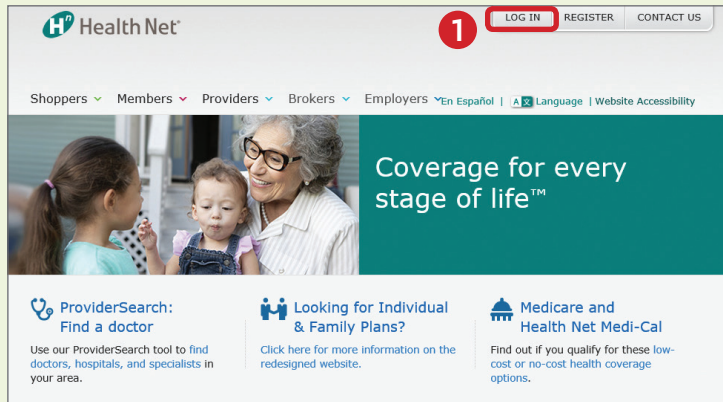 Health Net®
1
LOG IN
REGISTER
CONTACT US
Shoppers
Members
Providers
Brokers
Employers
En Español | A文 Language | Website Accessibility
Coverage for every
stage of life™
ProviderSearch:
Find a doctor
Use our ProviderSearch tool to find
doctors, hospitals, and specialists in
your area.
Looking for Individual
& Family Plans?
Click here for more information on the
redesigned website.
Medicare and
Health Net Medi-Cal
Find out if you qualify for these low-
cost or no-cost health coverage
options.